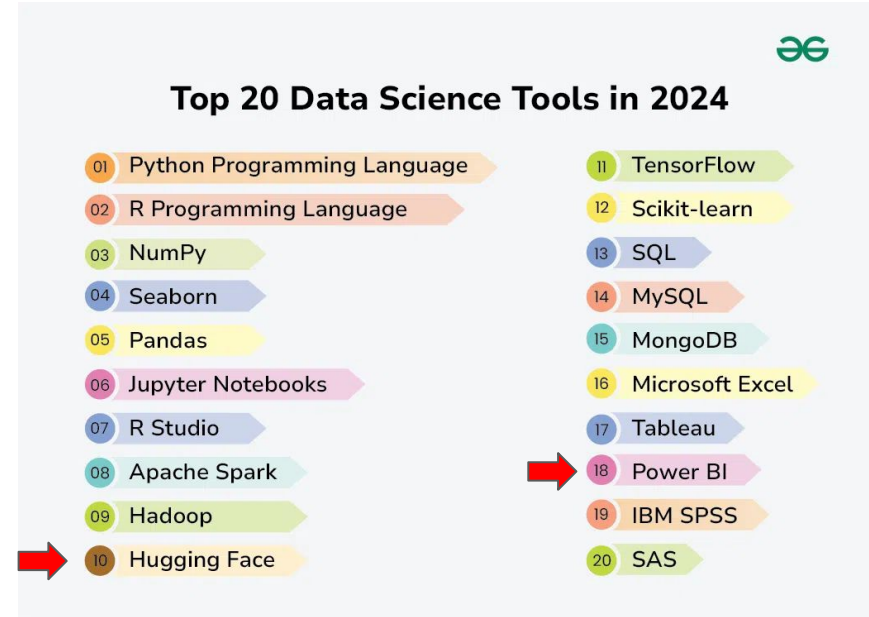 Top 20 Data Science Tools in 2024
01 Python Programming Language
02 R Programming Language
03 NumPy
04 Seaborn
05 Pandas
06 Jupyter Notebooks
07 R Studio
08 Apache Spark
09 Hadoop
10 Hugging Face
11 TensorFlow
12 Scikit-learn
13 SQL
14 MySQL
15 MongoDB
16 Microsoft Excel
17 Tableau
18 Power BI
19 IBM SPSS
20 SAS